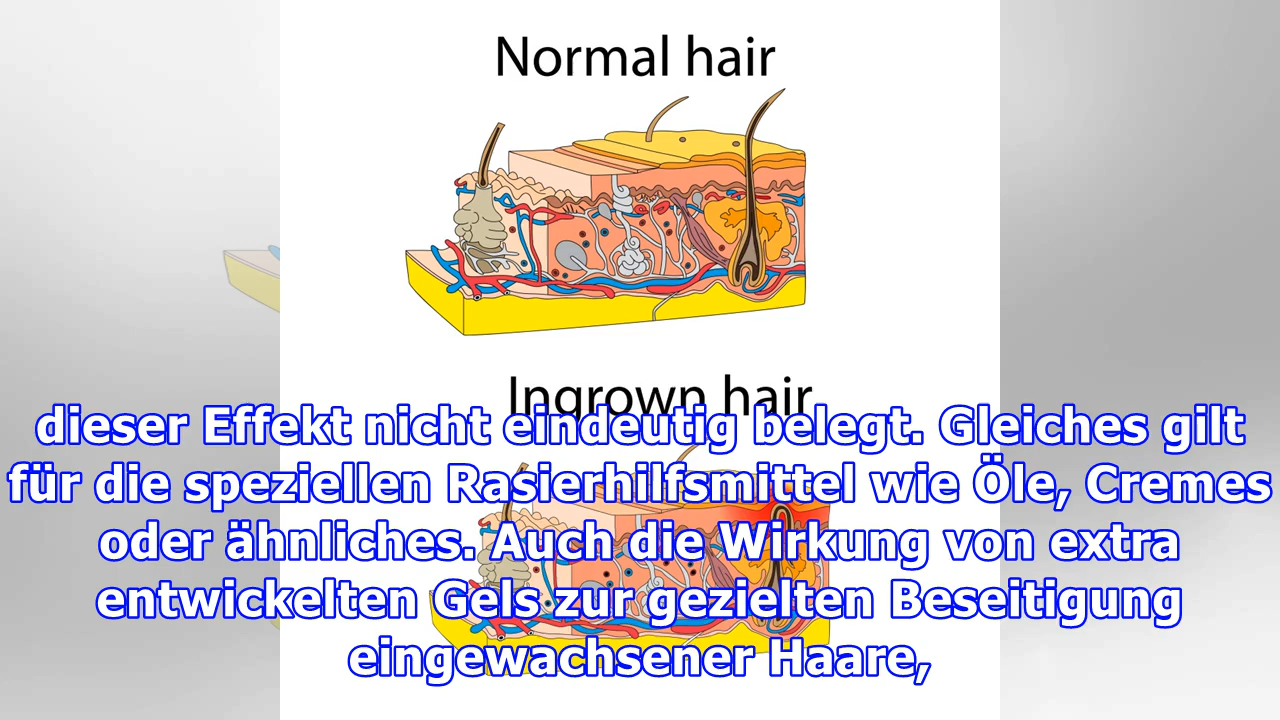 Normal hair
Ingrown hair
dieser Effekt nicht eindeutig belegt. Gleiches gilt
für die speziellen Rasierhilfsmittel wie Öle, Cremes
oder ähnliches. Auch die Wirkung von extra
entwickelten Gels zur gezielten Beseitigung
eingewachsener Haare,